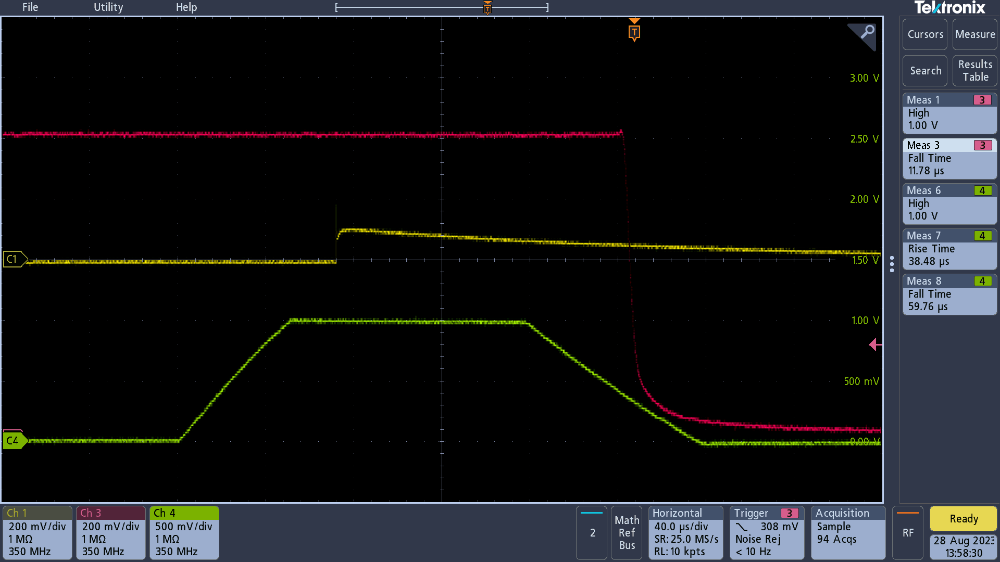 File Utility Help
Tektronix
T
T
Cursors Measure
Search Results Table
3.00 V
2.50 V
2.00 V
1.50 V
1.00 V
500 mV
0.00 V
C1
C4
Meas 1 3
High
1.00 V
Meas 3 3
Fall Time
11.78 µs
Meas 6 4
High
1.00 V
Meas 7 4
Rise Time
38.48 µs
Meas 8 4
Fall Time
59.76 µs
Ch 1
200 mV/div
1 MΩ
350 MHz
Ch 3
200 mV/div
1 MΩ
350 MHz
Ch 4
500 mV/div
1 MΩ
350 MHz
2
Math
Ref
Bus
Horizontal
40.0 µs/div
SR: 25.0 MS/s
RL: 10 kpts
Trigger 3
308 mV
Noise Rej
< 10 Hz
Acquisition
Sample
94 Acqs
RF
Ready
28 Aug 2023
13:58:30